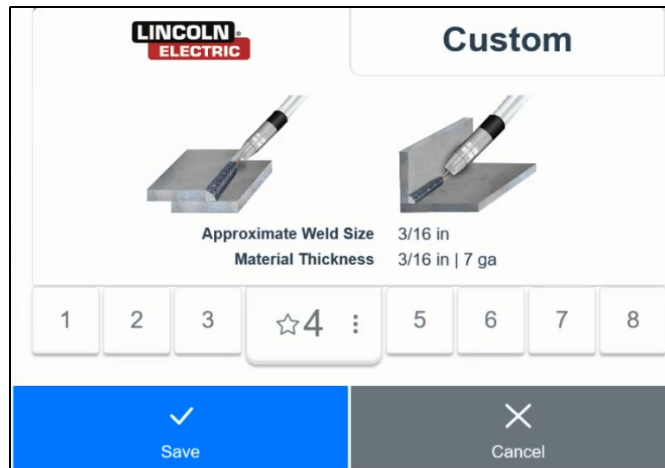 LINCOLN
ELECTRIC
Custom
Approximate Weld Size 3/16 in
Material Thickness 3/16 in | 7 ga
1 2 3 4 5 6 7 8
Save Cancel